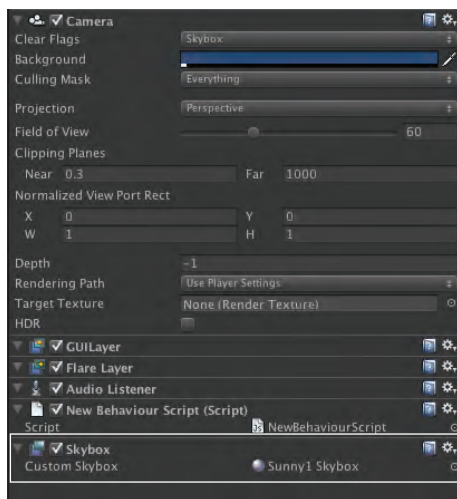 Camera
Clear Flags Skybox
Background
Culling Mask Everything
Projection Perspective
Field of View 60
Clipping Planes
Near 0.3 Far 1000
Normalized View Port Rect
X 0 Y 0
W 1 H 1
Depth -1
Rendering Path Use Player Settings
Target Texture None (Render Texture)
HDR
GUILayer
Flare Layer
Audio Listener
New Behaviour Script (Script)
Script JS NewBehaviourScript
Skybox
Custom Skybox Sunny1 Skybox